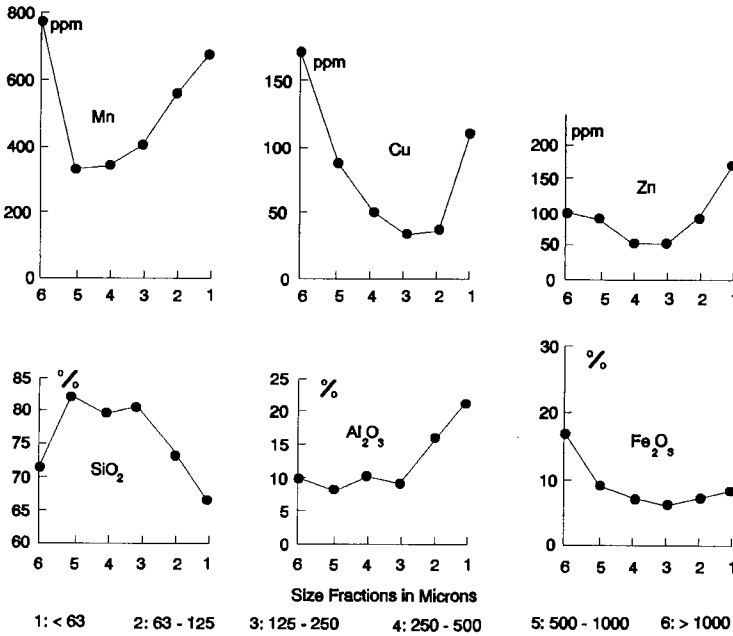 800
ppm
600
Mn
400
200
0
6 5 4 3 2 1
ppm
150
Cu
100
50
0
6 5 4 3 2 1
ppm
200
Zn
150
100
50
0
6 5 4 3 2 1
%
85
80
75
70
SiO₂
65
60
6 5 4 3 2 1
25
%
20
Al₂O₃
15
10
5
0
6 5 4 3 2 1
30
%
20
Fe₂O₃
10
0
6 5 4 3 2 1
Size Fractions in Microns
1: < 63 2: 63 - 125 3: 125 - 250 4: 250 - 500 5: 500 - 1000 6: > 1000